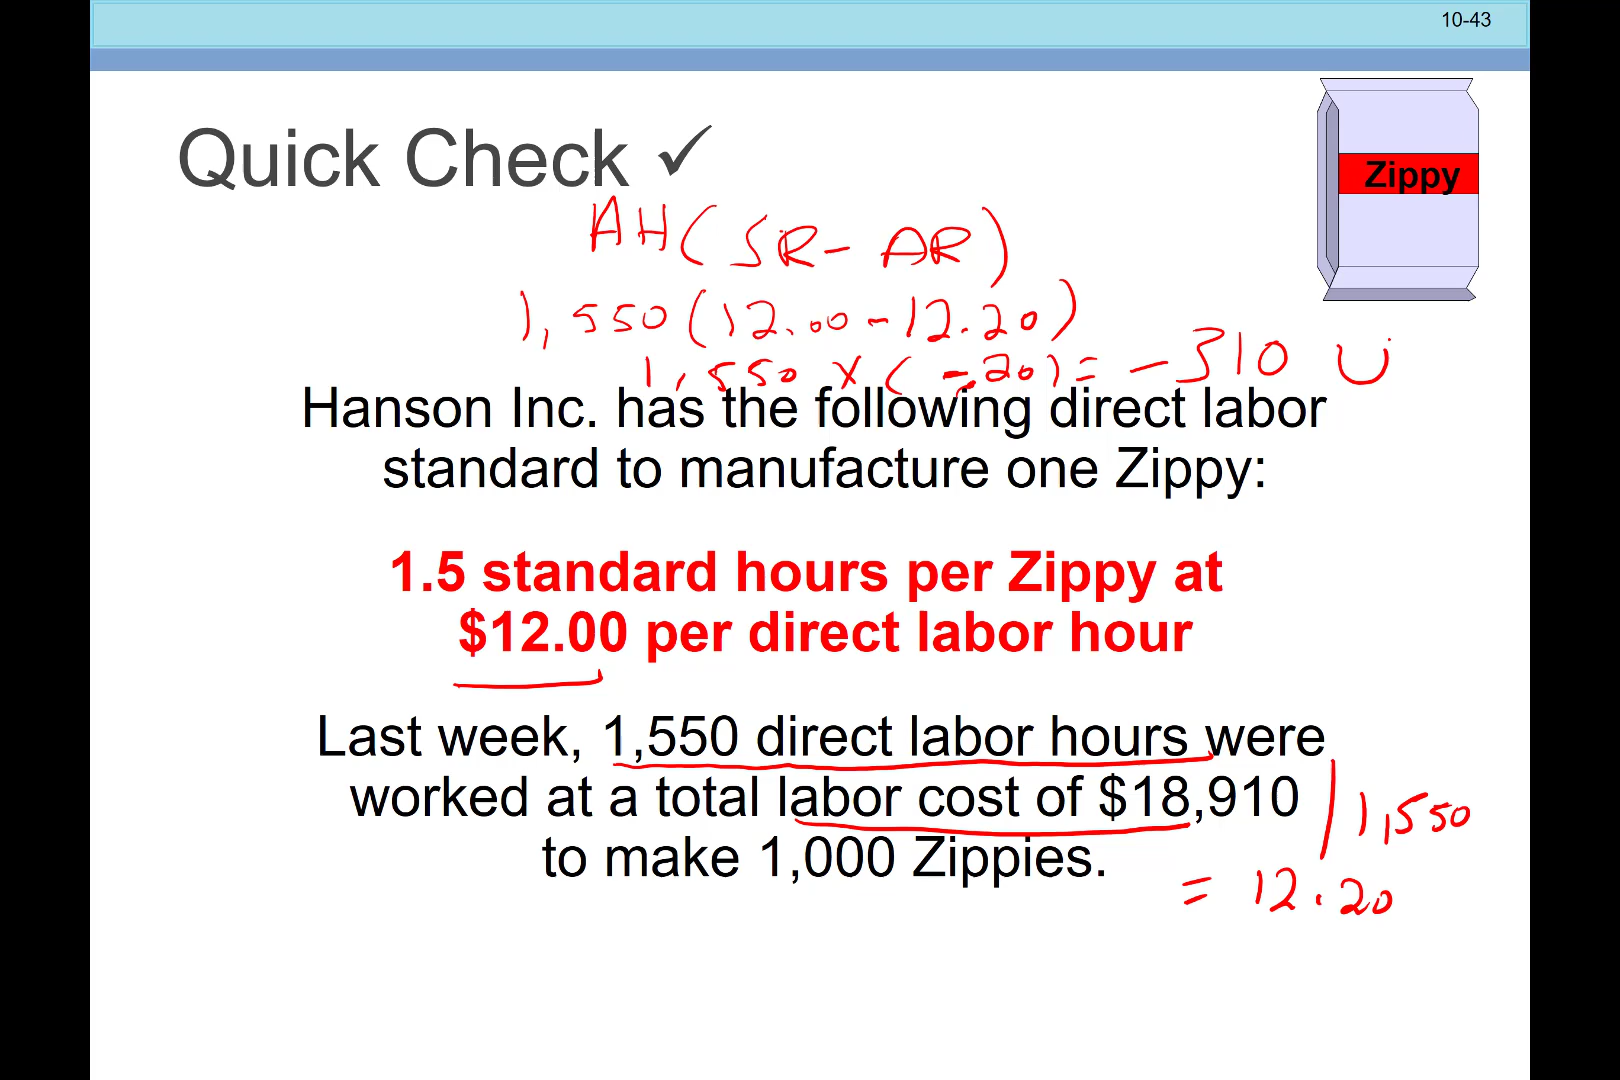 10-43
Zippy
Quick Check ✓
AH(SR-AR)
1,550(12.00-12.20)
1,550 x (-.20) = -310 U
Hanson Inc. has the following direct labor
standard to manufacture one Zippy:
1.5 standard hours per Zippy at
$12.00 per direct labor hour
Last week, 1,550 direct labor hours were
worked at a total labor cost of $18,910 / 1,550
to make 1,000 Zippies.
= 12.20